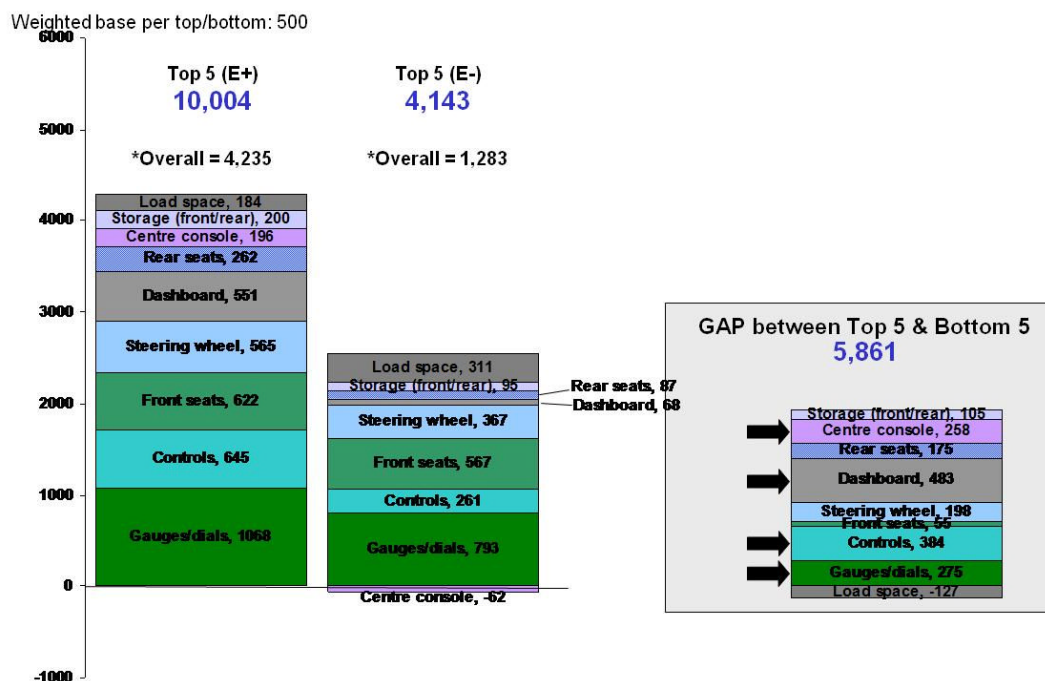 Weighted base per top/bottom: 500
6000
5000
4000
3000
2000
1000
0
-1000
Top 5 (E+)
10,004
*Overall = 4,235
Load space, 184
Storage (front/rear), 200
Centre console, 196
Rear seats, 262
Dashboard, 551
Steering wheel, 565
Front seats, 622
Controls, 645
Gauges/dials, 1068
Top 5 (E-)
4,143
*Overall = 1,283
Load space, 311
Storage (front/rear), 95
Rear seats, 87
Dashboard, 68
Steering wheel, 367
Front seats, 567
Controls, 261
Gauges/dials, 793
Centre console, -62
GAP between Top 5 & Bottom 5
5,861
Storage (front/rear), 105
Centre console, 258
Rear seats, 175
Dashboard, 483
Steering wheel, 198
Front seats, 55
Controls, 384
Gauges/dials, 275
Load space, -127